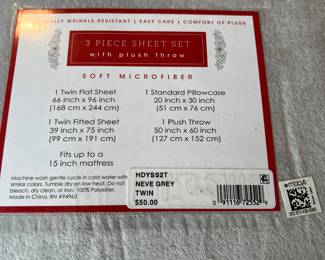 WRINKLE RESISTANT | EASY CARE | COMFORT OF PLUSH
3 PIECE SHEET SET
with plush throw
SOFT MICROFIBER
1 Twin Flat Sheet
66 inch x 96 inch
(168 cm x 244 cm)
1 Standard Pillowcase
20 inch x 30 inch
(51 cm x 76 cm)
1 Twin Fitted Sheet
39 inch x 75 inch
(99 cm x 191 cm)
1 Plush Throw
50 inch x 60 inch
(127 cm x 152 cm)
Fits up to a
15 inch mattress
Machine wash gentle cycle in cold water with
similar colors. Tumble dry on low heat. Do not
bleach, dry clean, or iron. 100% Polyester.
Made in China. RN #94963
HDYSS2T
NEVE GREY
TWIN
$50.00
macys